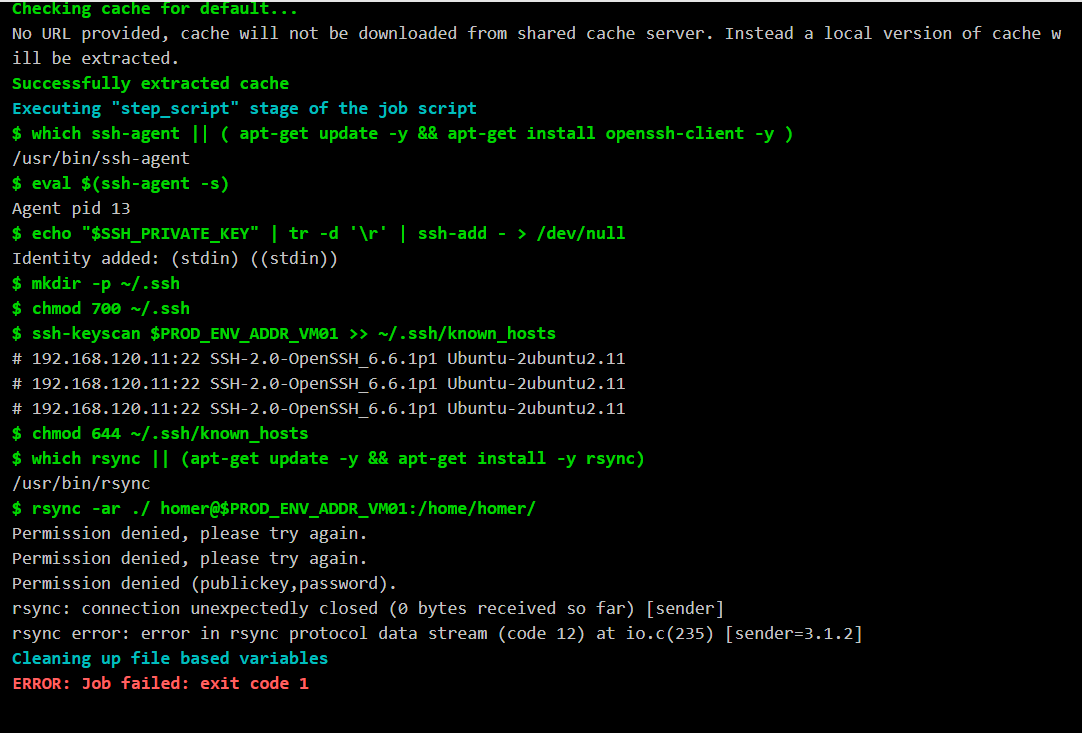 Checking cache for default...
No URL provided, cache will not be downloaded from shared cache server. Instead a local version of cache w
ill be extracted.
Successfully extracted cache
Executing "step_script" stage of the job script
$ which ssh-agent || ( apt-get update -y && apt-get install openssh-client -y )
/usr/bin/ssh-agent
$ eval $(ssh-agent -s)
Agent pid 13
$ echo "$SSH_PRIVATE_KEY" | tr -d '\r' | ssh-add - > /dev/null
Identity added: (stdin) ((stdin))
$ mkdir -p ~/.ssh
$ chmod 700 ~/.ssh
$ ssh-keyscan $PROD_ENV_ADDR_VM01 >> ~/.ssh/known_hosts
# 192.168.120.11:22 SSH-2.0-OpenSSH_6.6.1p1 Ubuntu-2ubuntu2.11
# 192.168.120.11:22 SSH-2.0-OpenSSH_6.6.1p1 Ubuntu-2ubuntu2.11
# 192.168.120.11:22 SSH-2.0-OpenSSH_6.6.1p1 Ubuntu-2ubuntu2.11
$ chmod 644 ~/.ssh/known_hosts
$ which rsync || (apt-get update -y && apt-get install -y rsync)
/usr/bin/rsync
$ rsync -ar ./ homer@$PROD_ENV_ADDR_VM01:/home/homer/
Permission denied, please try again.
Permission denied, please try again.
Permission denied (publickey,password).
rsync: connection unexpectedly closed (0 bytes received so far) [sender]
rsync error: error in rsync protocol data stream (code 12) at io.c(235) [sender=3.1.2]
Cleaning up file based variables
ERROR: Job failed: exit code 1